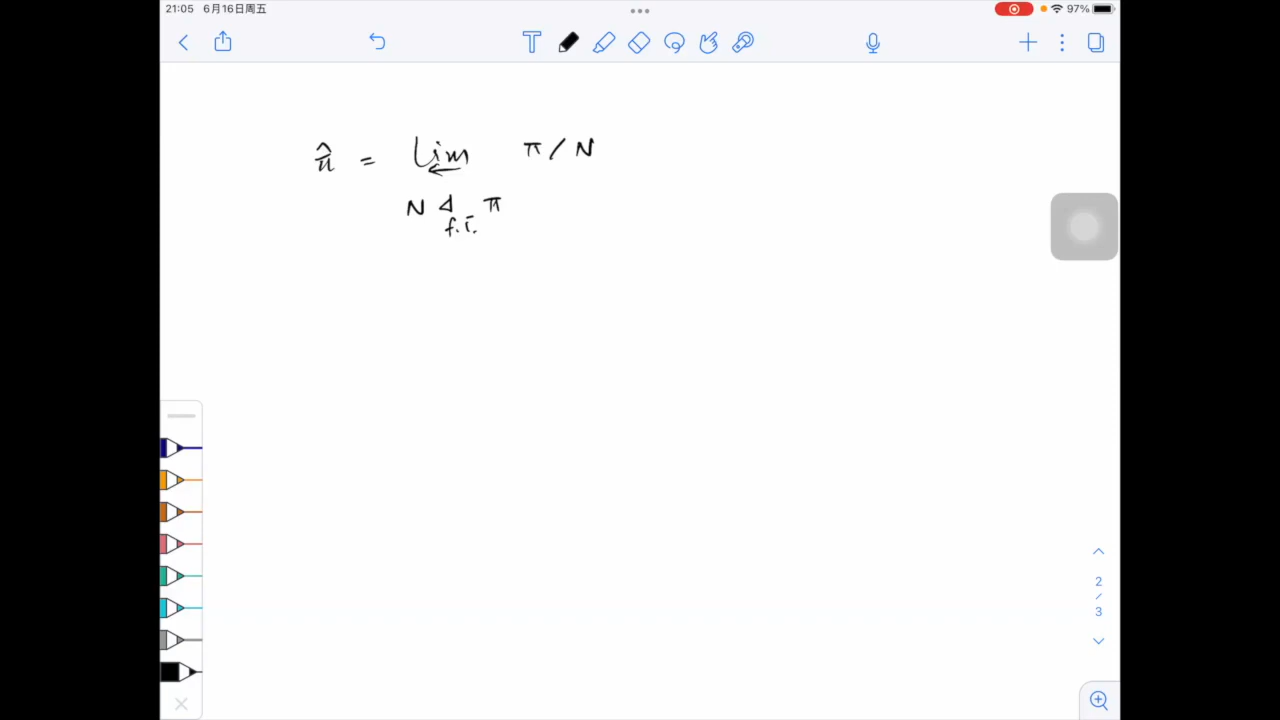 21:05 6月16日周五 97%
π̂ = lim π / N
←
N ⊲ π
f.i.
2
/
3